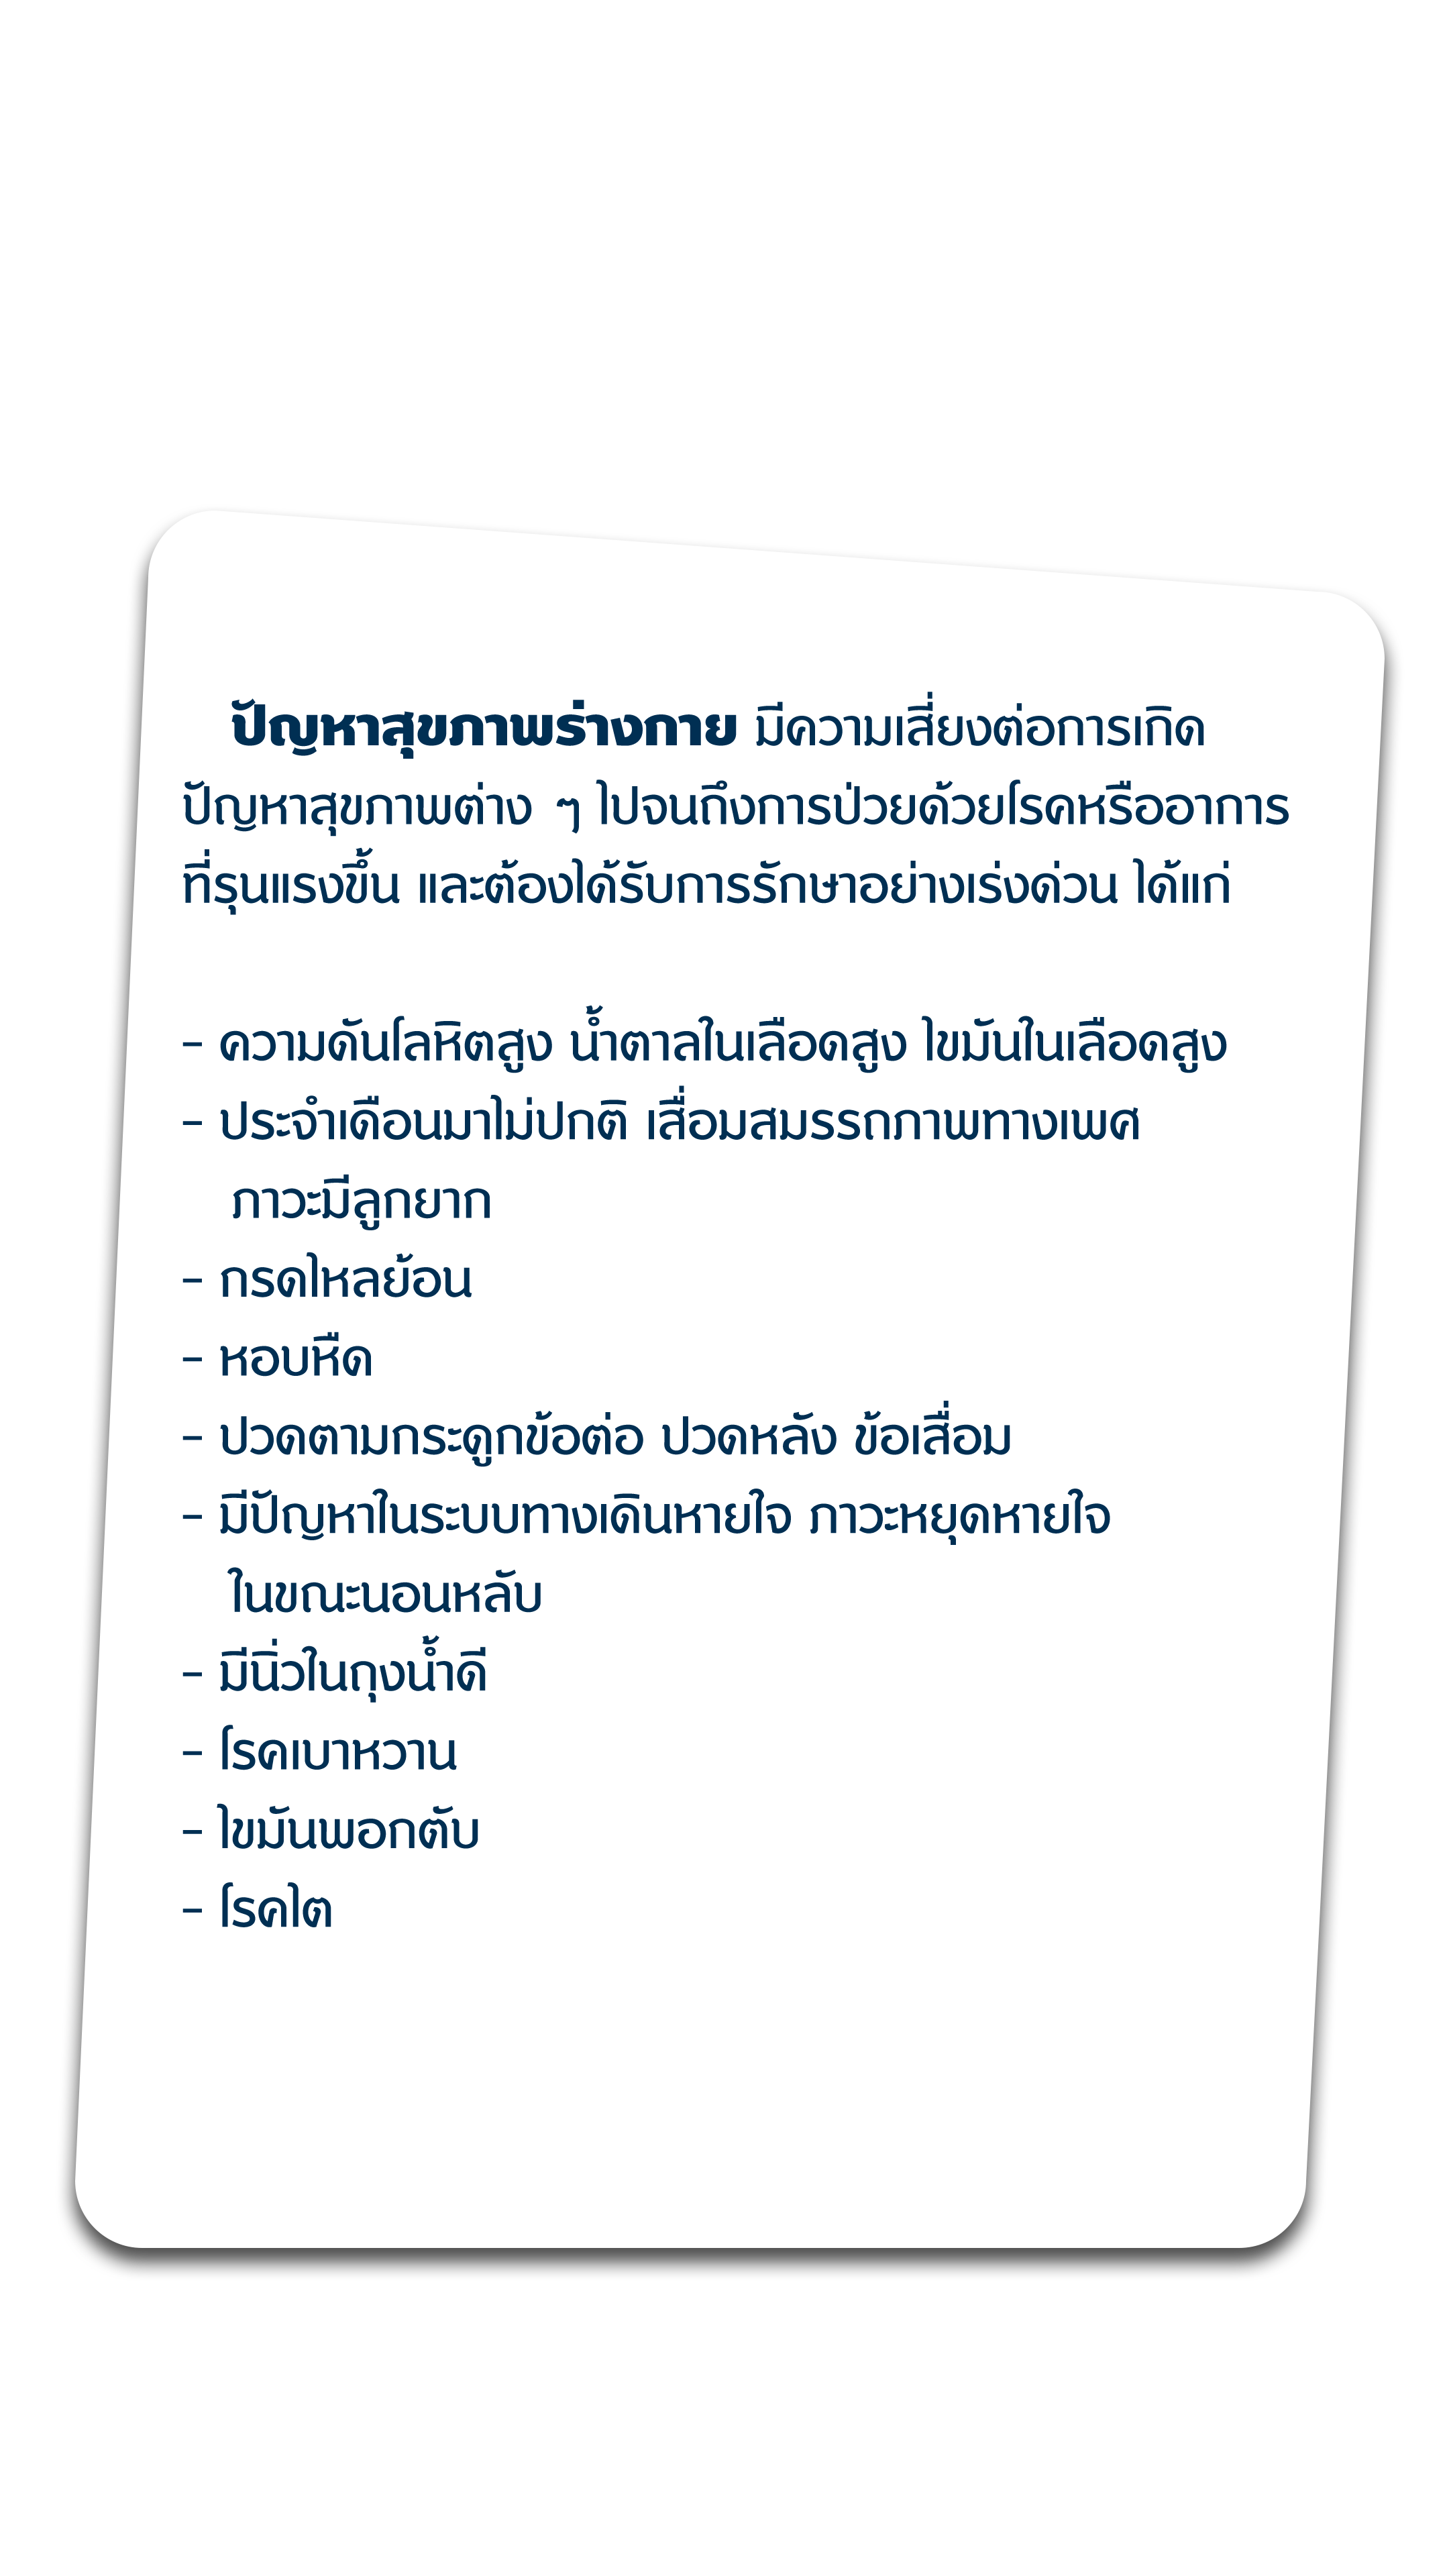 ปัญหาสุขภาพร่างกาย มีความเสี่ยงต่อการเกิด
ปัญหาสุขภาพต่าง ๆ ไปจนถึงการป่วยด้วยโรคหรืออาการ
ที่รุนแรงขึ้น และต้องได้รับการรักษาอย่างเร่งด่วน ได้แก่
- ความดันโลหิตสูง น้ำตาลในเลือดสูง ไขมันในเลือดสูง
- ประจำเดือนมาไม่ปกติ เสื่อมสมรรถภาพทางเพศ
ภาวะมีลูกยาก
- กรดไหลย้อน
- หอบหืด
- ปวดตามกระดูกข้อต่อ ปวดหลัง ข้อเสื่อม
- มีปัญหาในระบบทางเดินหายใจ ภาวะหยุดหายใจ
ในขณะนอนหลับ
- มีนิ่วในถุงน้ำดี
- โรคเบาหวาน
- ไขมันพอกตับ
- โรคไต